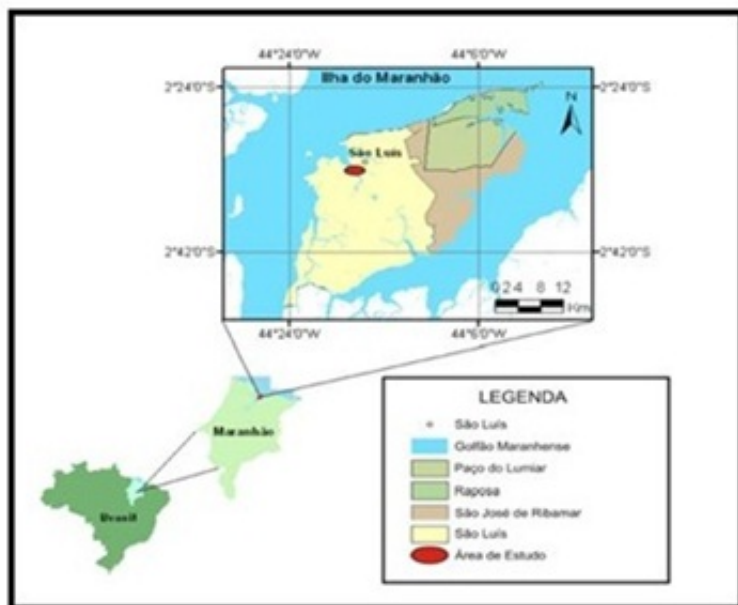 44°24'0"W 44°6'0"W
Ilha do Maranhão
2°24'0"S 2°24'0"S
N
São Luís
2°42'0"S 2°42'0"S
0 2 4 8 12
Km
44°24'0"W 44°6'0"W
Maranhão
Brasil
LEGENDA
São Luís
Golfão Maranhense
Paço do Lumiar
Raposa
São José de Ribamar
São Luís
Área de Estudo